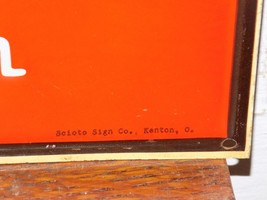 Scioto Sign Co., Kenton, O.